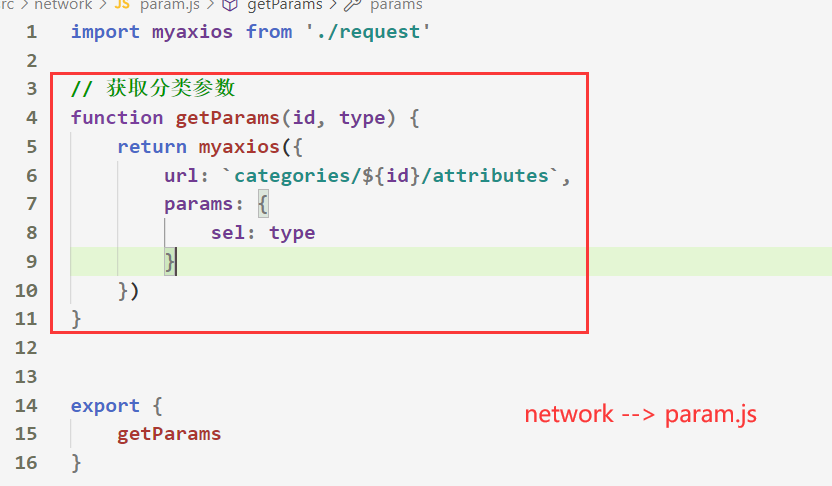 rc > network > JS param.js > getParams > params
1 import myaxios from './request'
2
3 // 获取分类参数
4 function getParams(id, type) {
5     return myaxios({
6         url: `categories/${id}/attributes`,
7         params: {
8             sel: type
9         }
10     })
11 }
12
13
14 export {
15     getParams
16 }
network --> param.js